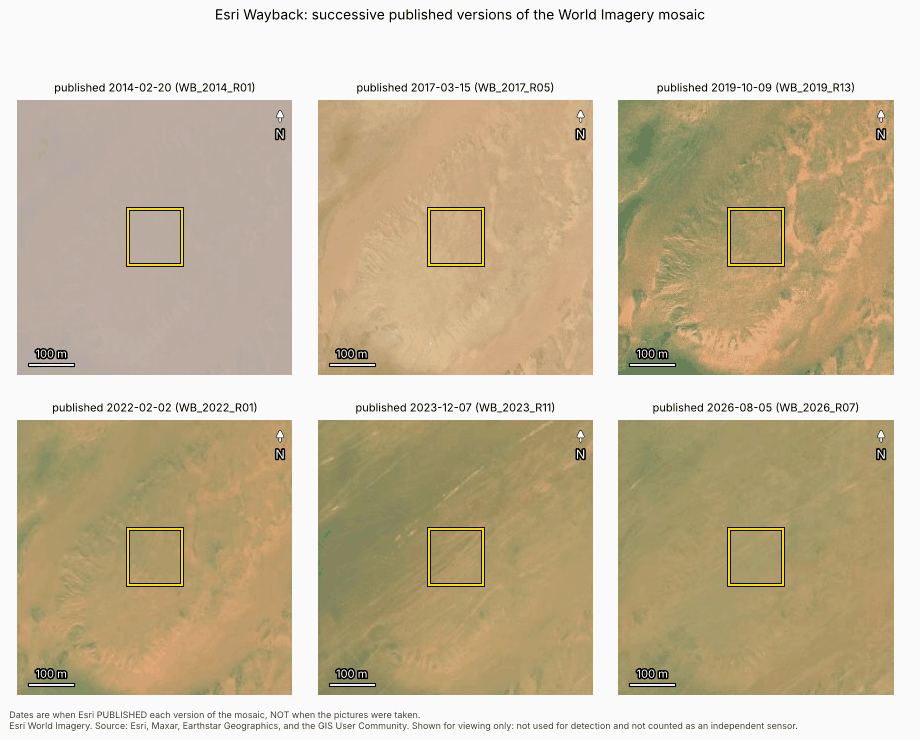 Esri Wayback: successive published versions of the World Imagery mosaic
published 2014-02-20 (WB_2014_R01)
published 2017-03-15 (WB_2017_R05)
published 2019-10-09 (WB_2019_R13)
N
N
N
100 m
100 m
100 m
published 2022-02-02 (WB_2022_R01)
published 2023-12-07 (WB_2023_R11)
published 2026-08-05 (WB_2026_R07)
N
N
N
100 m
100 m
100 m
Dates are when Esri PUBLISHED each version of the mosaic, NOT when the pictures were taken.
Esri World Imagery. Source: Esri, Maxar, Earthstar Geographics, and the GIS User Community. Shown for viewing only: not used for detection and not counted as an independent sensor.